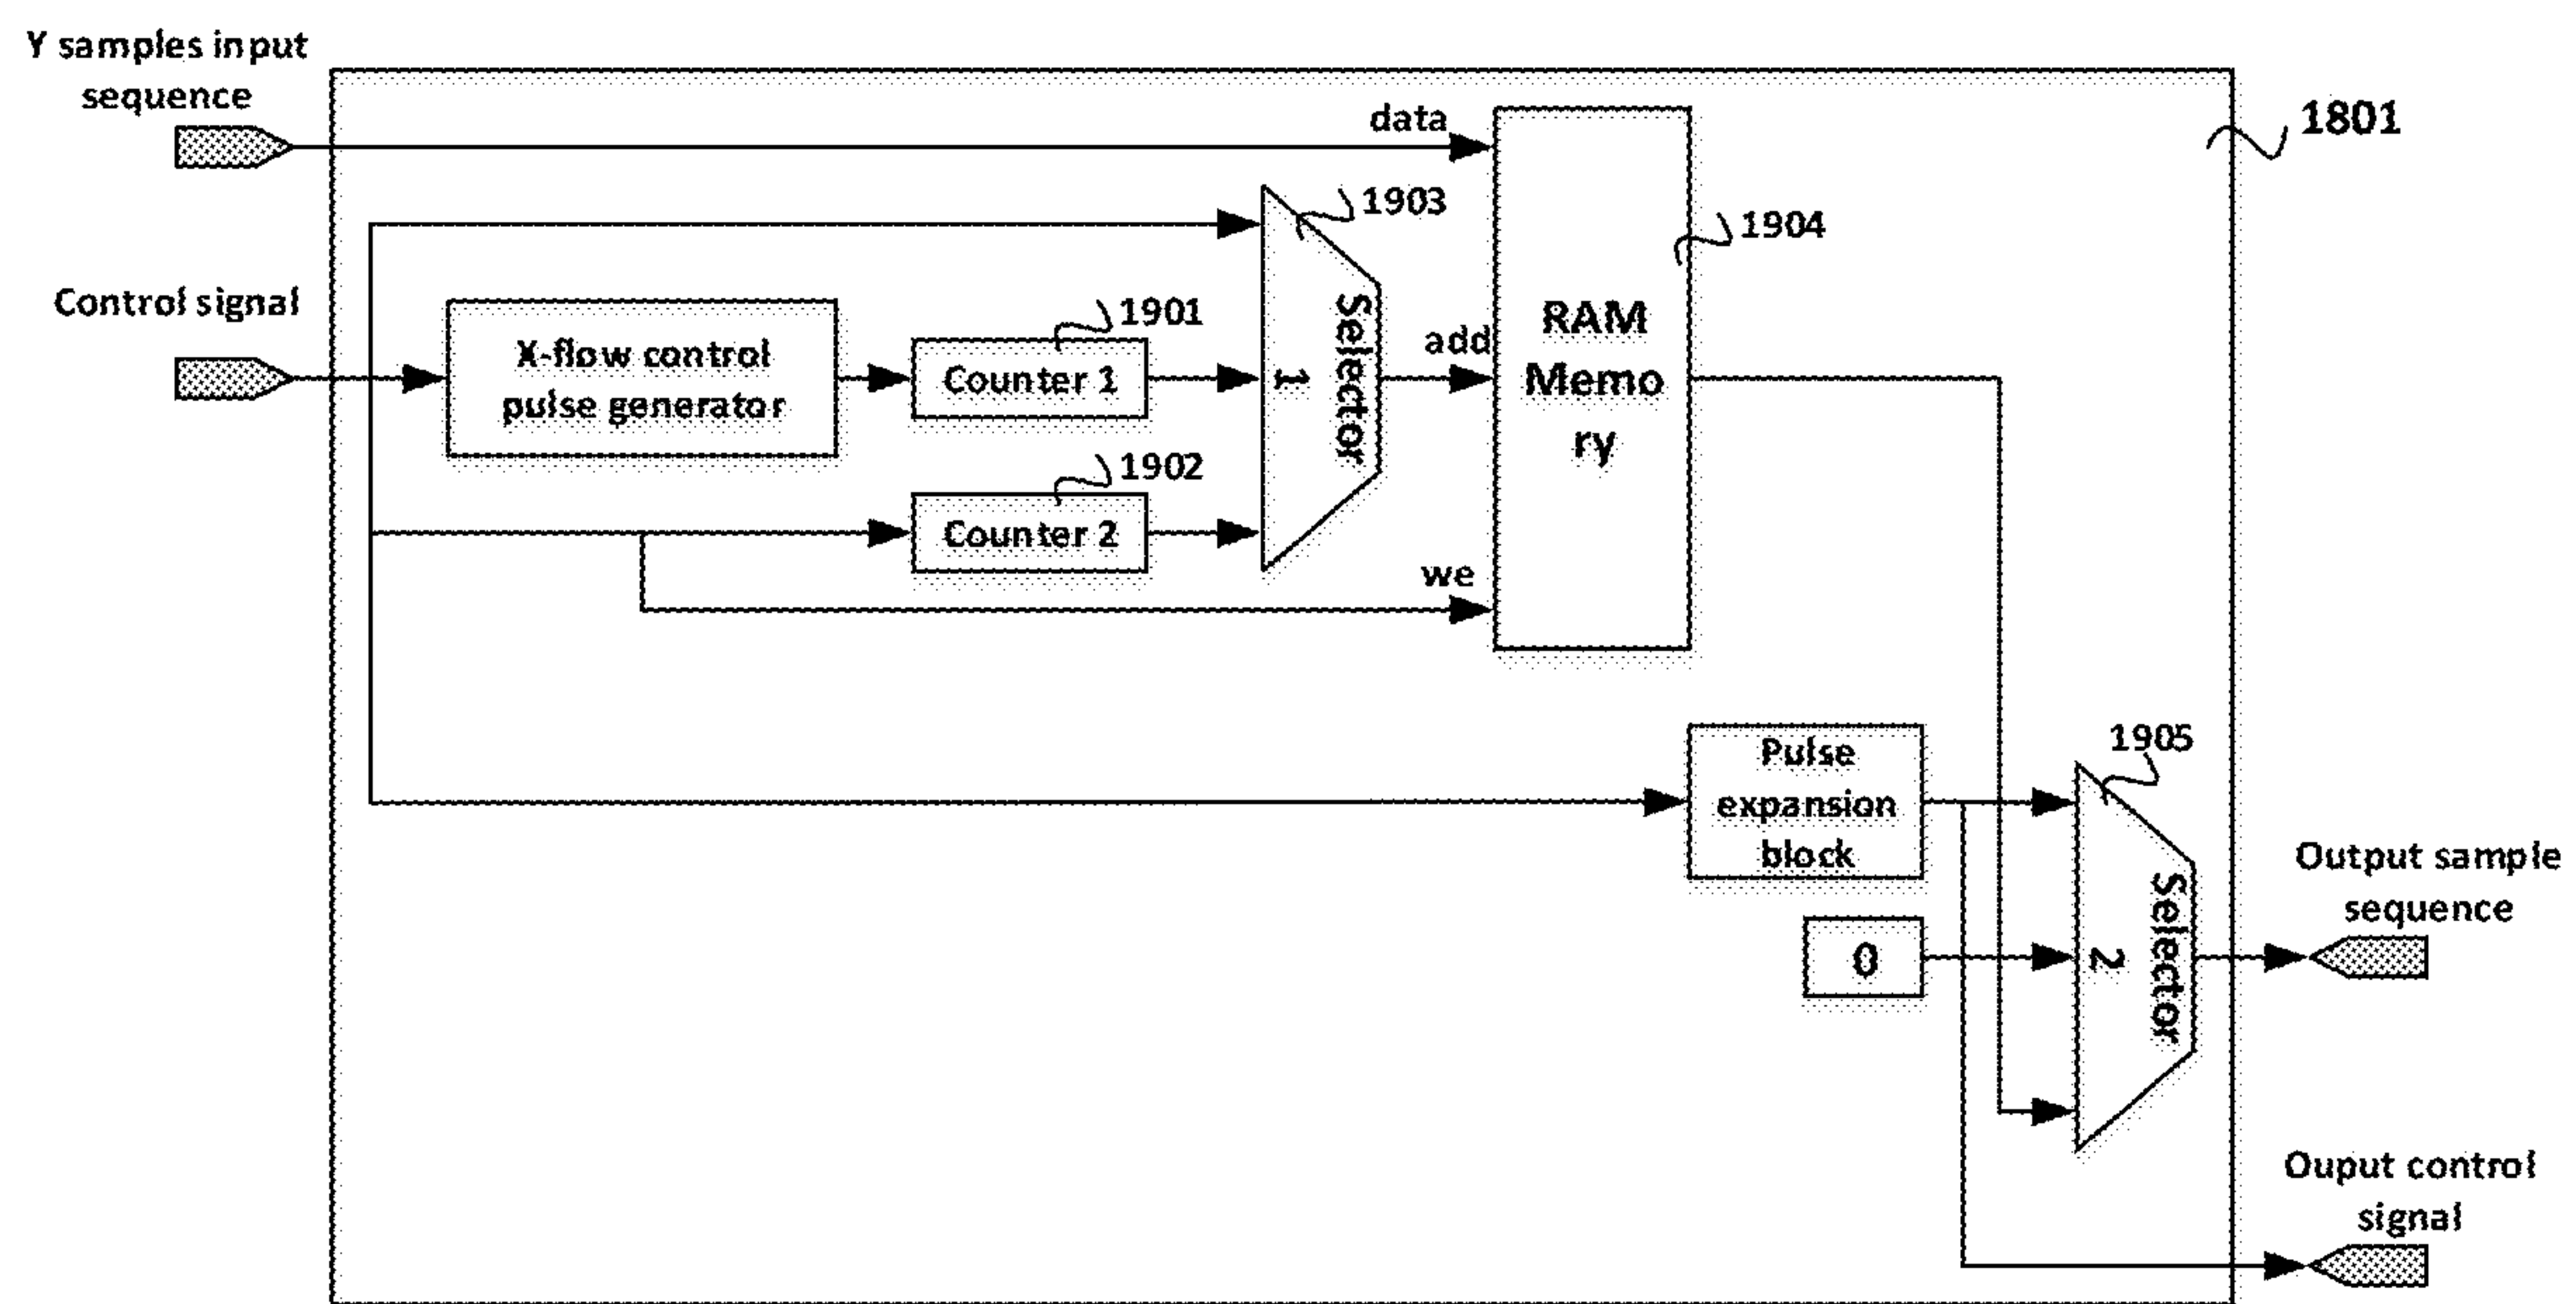 Y samples input
sequence
data
1801
1903
1904
Control signal
1901
X-flow control
pulse generator
Counter 1
1
Selector
add
RAM
Memo
ry
1902
Counter 2
we
Pulse
expansion
block
1905
0
2
Selector
Output sample
sequence
Ouput control
signal